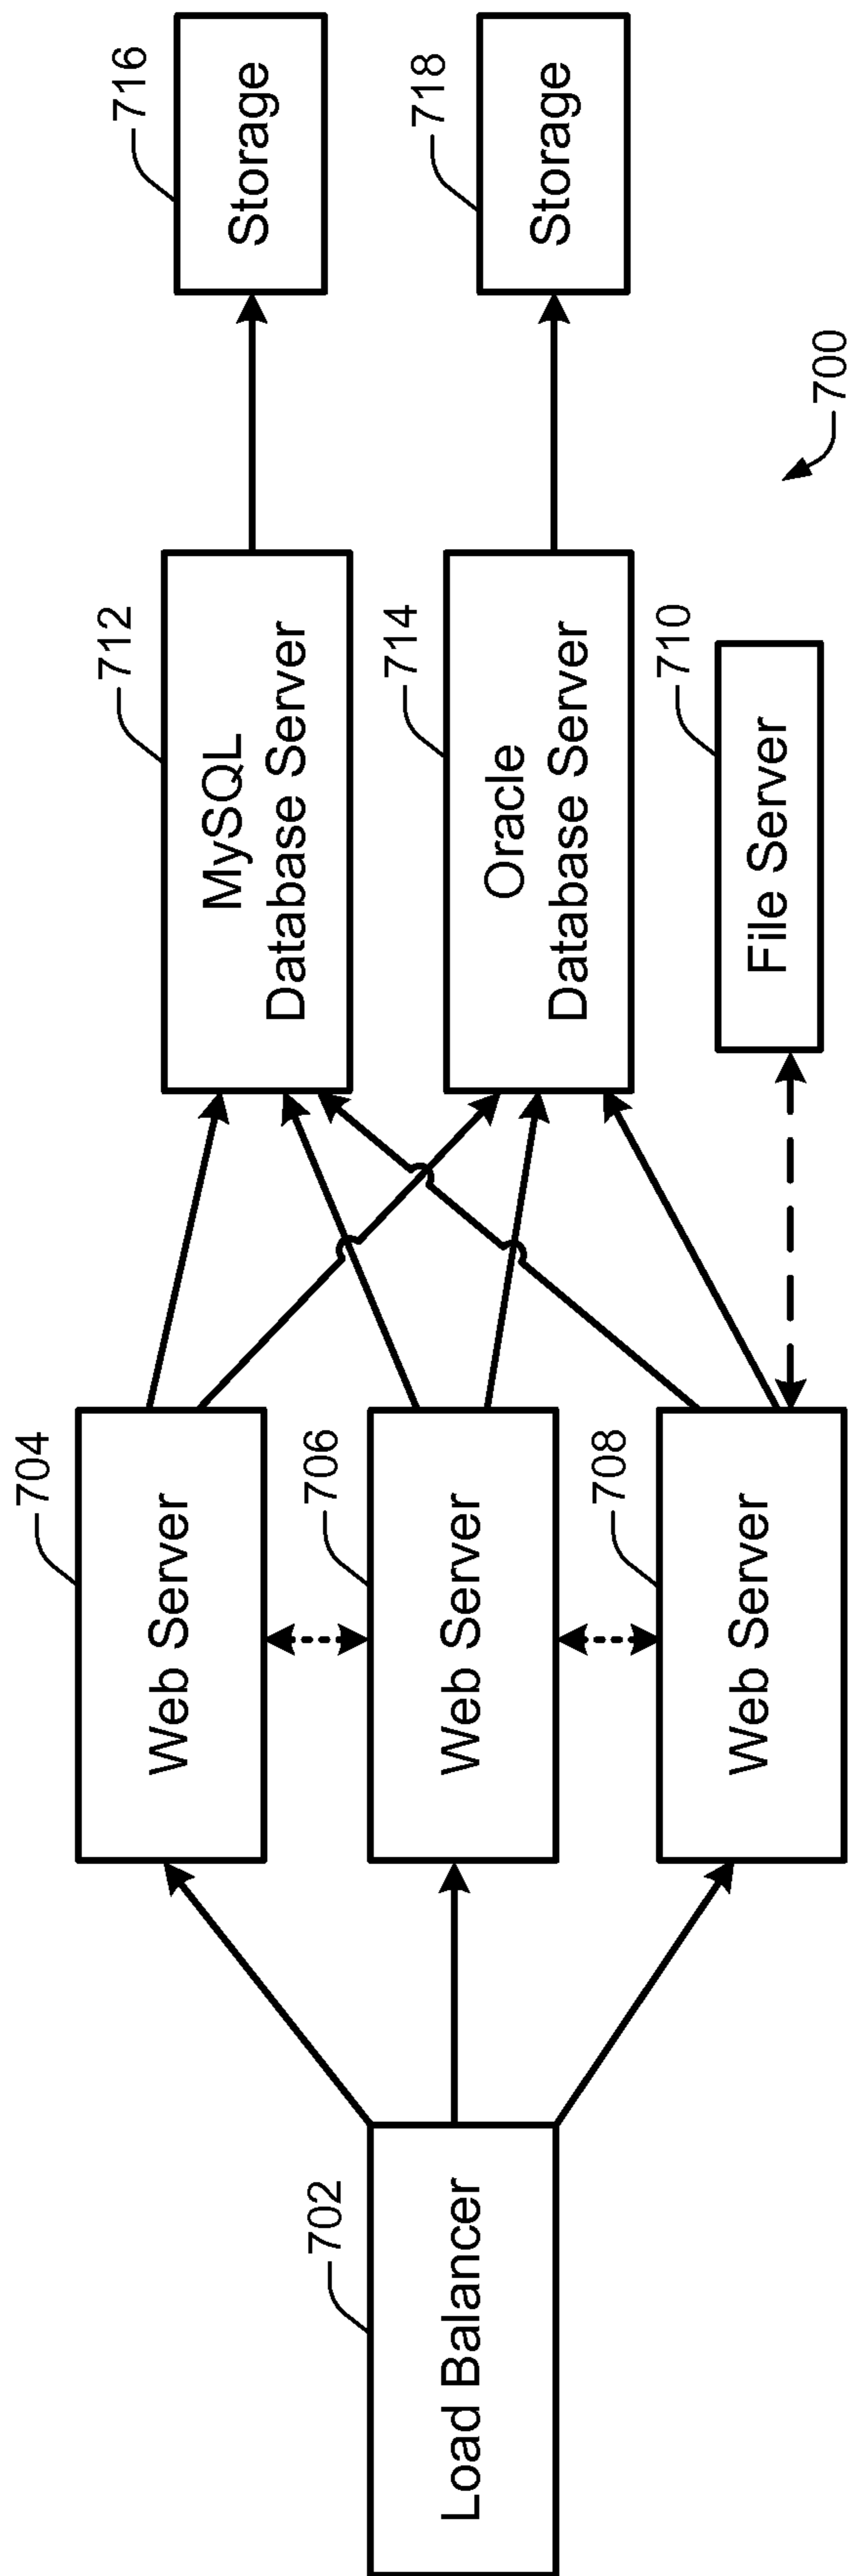 702
Load Balancer
704
Web Server
706
Web Server
708
Web Server
712
MySQL
Database Server
714
Oracle
Database Server
710
File Server
716
Storage
718
Storage
700